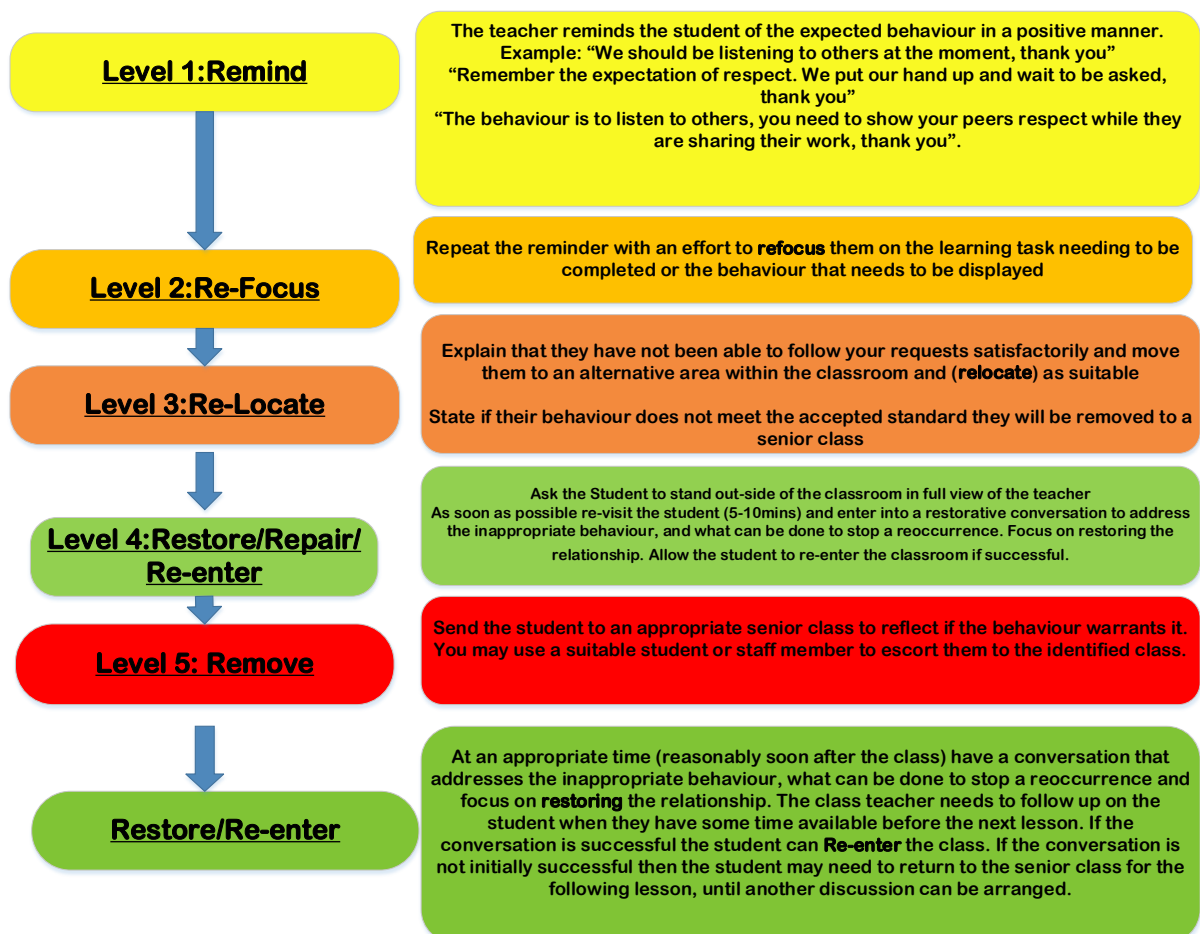 Level 1:Remind
The teacher reminds the student of the expected behaviour in a positive manner.
Example: “We should be listening to others at the moment, thank you”
“Remember the expectation of respect. We put our hand up and wait to be asked,
thank you”
“The behaviour is to listen to others, you need to show your peers respect while they
are sharing their work, thank you”.
Level 2:Re-Focus
Repeat the reminder with an effort to refocus them on the learning task needing to be
completed or the behaviour that needs to be displayed
Level 3:Re-Locate
Explain that they have not been able to follow your requests satisfactorily and move
them to an alternative area within the classroom and (relocate) as suitable
State if their behaviour does not meet the accepted standard they will be removed to a
senior class
Level 4:Restore/Repair/
Re-enter
Ask the Student to stand out-side of the classroom in full view of the teacher
As soon as possible re-visit the student (5-10mins) and enter into a restorative conversation to address
the inappropriate behaviour, and what can be done to stop a reoccurrence. Focus on restoring the
relationship. Allow the student to re-enter the classroom if successful.
Level 5: Remove
Send the student to an appropriate senior class to reflect if the behaviour warrants it.
You may use a suitable student or staff member to escort them to the identified class.
Restore/Re-enter
At an appropriate time (reasonably soon after the class) have a conversation that
addresses the inappropriate behaviour, what can be done to stop a reoccurrence and
focus on restoring the relationship. The class teacher needs to follow up on the
student when they have some time available before the next lesson. If the
conversation is successful the student can Re-enter the class. If the conversation is
not initially successful then the student may need to return to the senior class for the
following lesson, until another discussion can be arranged.